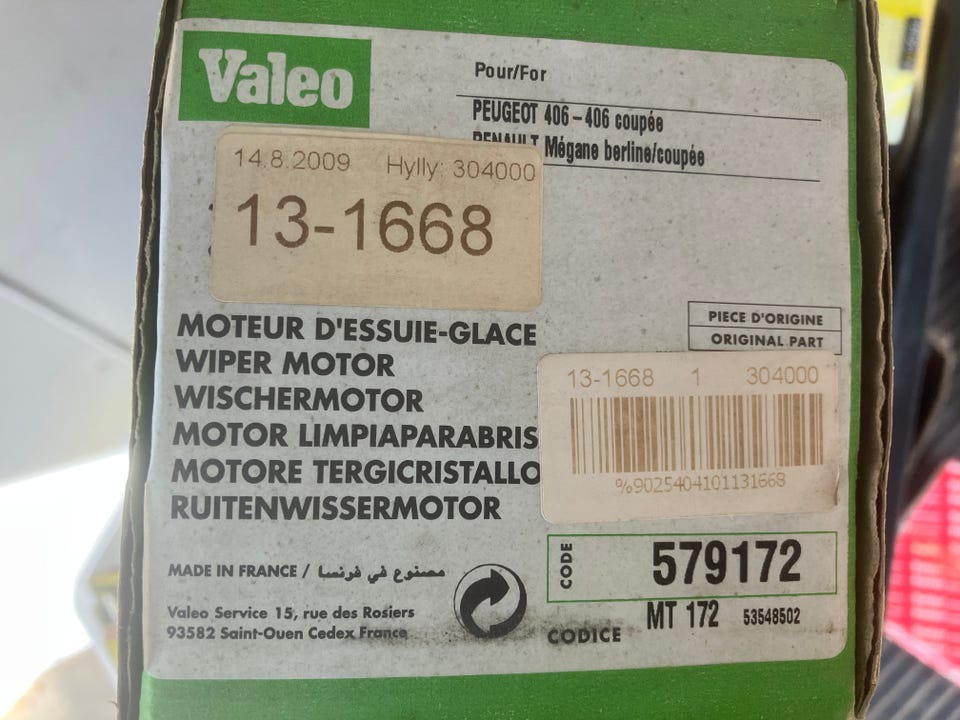 Valeo
Pour/For
PEUGEOT 406 – 406 coupée
RENAULT Mégane berline/coupée
14.8.2009 Hylly: 304000
13-1668
MOTEUR D'ESSUIE-GLACE
WIPER MOTOR
WISCHERMOTOR
MOTOR LIMPIAPARABRIS
MOTORE TERGICRISTALLO
RUITENWISSERMOTOR
PIECE D'ORIGINE
ORIGINAL PART
13-1668 1 304000
%9025404101131668
MADE IN FRANCE / مصنوع في فرنسا
Valeo Service 15, rue des Rosiers
93582 Saint-Ouen Cedex France
CODE 579172
CODICE MT 172 53548502